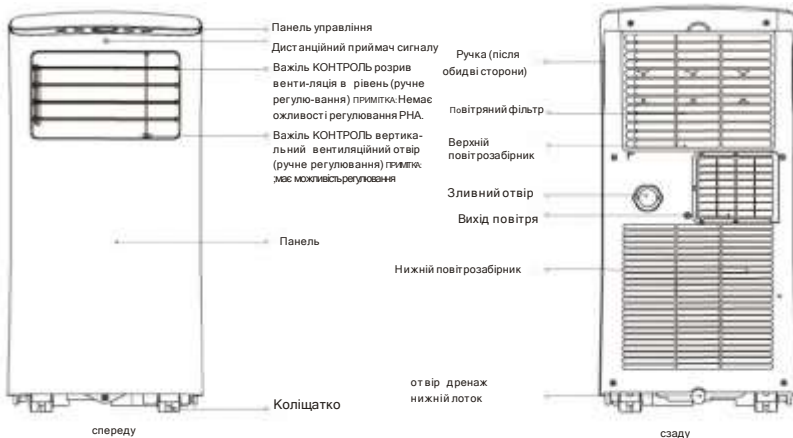 Панель управління
Дистанційний приймач сигналу
Важіль КОНТРОЛЬ розрив
венти-ляція в рівень (ручне
регулю-вання) ПРИМІТКА:Немає
ожливості регулювання РНА.
Важіль КОНТРОЛЬ вертика-
льний вентиляційний отвір
(ручне регулювання) ПРИМІТКА:
;має можливість регулювання
Панель
Коліщатко
спереду
Ручка (після
обидві сторони)
Повітряний фільтр
Верхній
повітрозабірник
Зливний отвір
Вихід повітря
Нижній повітрозабірник
отвір дренаж
нижній лоток
сзаду